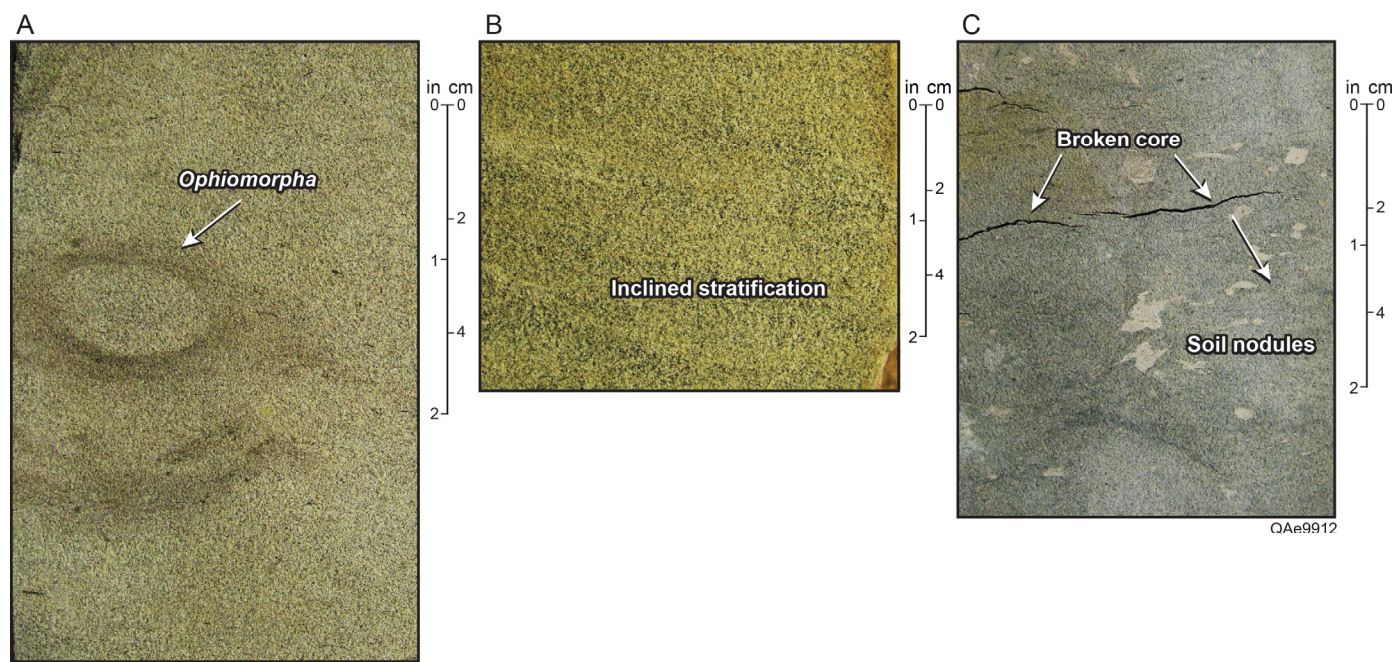 A
B
C
in cm
0 0
2
1
4
2
in cm
0 0
2
1
4
2
in cm
0 0
2
1
4
2
Ophiomorpha
Inclined stratification
Broken core
Soil nodules
QAe9912